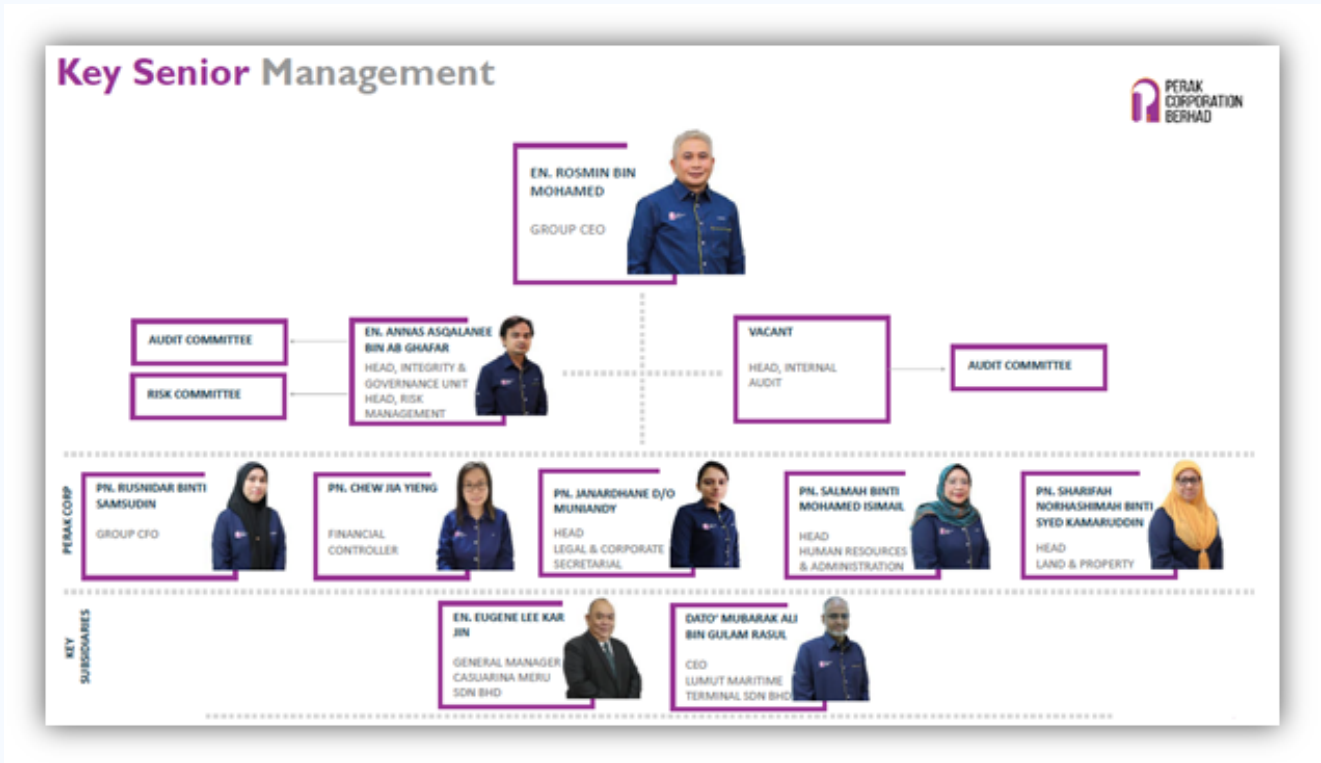 Key Senior Management
PERAK
CORPORATION
BERHAD
EN. ROSMIN BIN
MOHAMED
GROUP CEO
AUDIT COMMITTEE
RISK COMMITTEE
EN. ANNAS ASQALANEE
BIN AB GHAFAR
HEAD, INTEGRITY &
GOVERNANCE UNIT
HEAD, RISK
MANAGEMENT
VACANT
HEAD, INTERNAL
AUDIT
AUDIT COMMITTEE
PERAK CORP
PN. RUSNIDAR BINTI
SAMSUDIN
GROUP CFO
PN. CHEW JIA YIENG
FINANCIAL
CONTROLLER
PN. JANARDHANE D/O
MUNIANDY
HEAD
LEGAL & CORPORATE
SECRETARIAL
PN. SALMAH BINTI
MOHAMED ISIMAIL
HEAD
HUMAN RESOURCES
& ADMINISTRATION
PN. SHARIFAH
NORHASHIMAH BINTI
SYED KAMARUDDIN
HEAD
LAND & PROPERTY
KEY
SUBSIDIARIES
EN. EUGENE LEE KAR
JIN
GENERAL MANAGER
CASUARINA MERU
SDN BHD
DATO' MUBARAK ALI
BIN GULAM RASUL
CEO
LUMUT MARITIME
TERMINAL SDN BHD